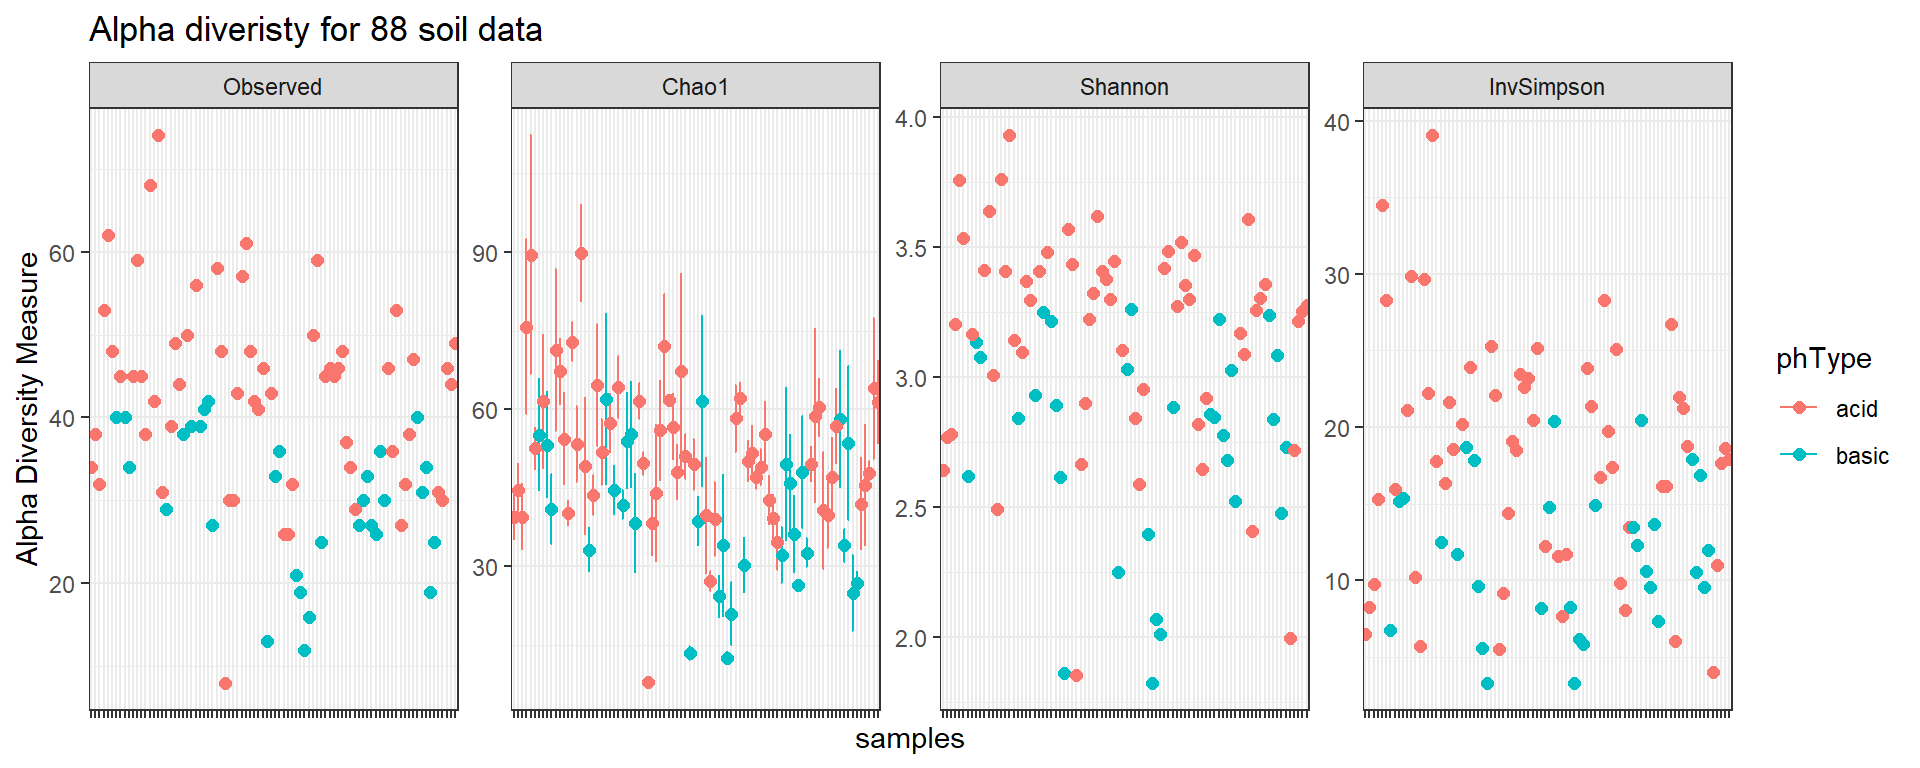 Alpha diveristy for 88 soil data
Observed
Chao1
Shannon
InvSimpson
Alpha Diversity Measure
60
40
20
90
60
30
4.0
3.5
3.0
2.5
2.0
40
30
20
10
samples
phType
acid
basic